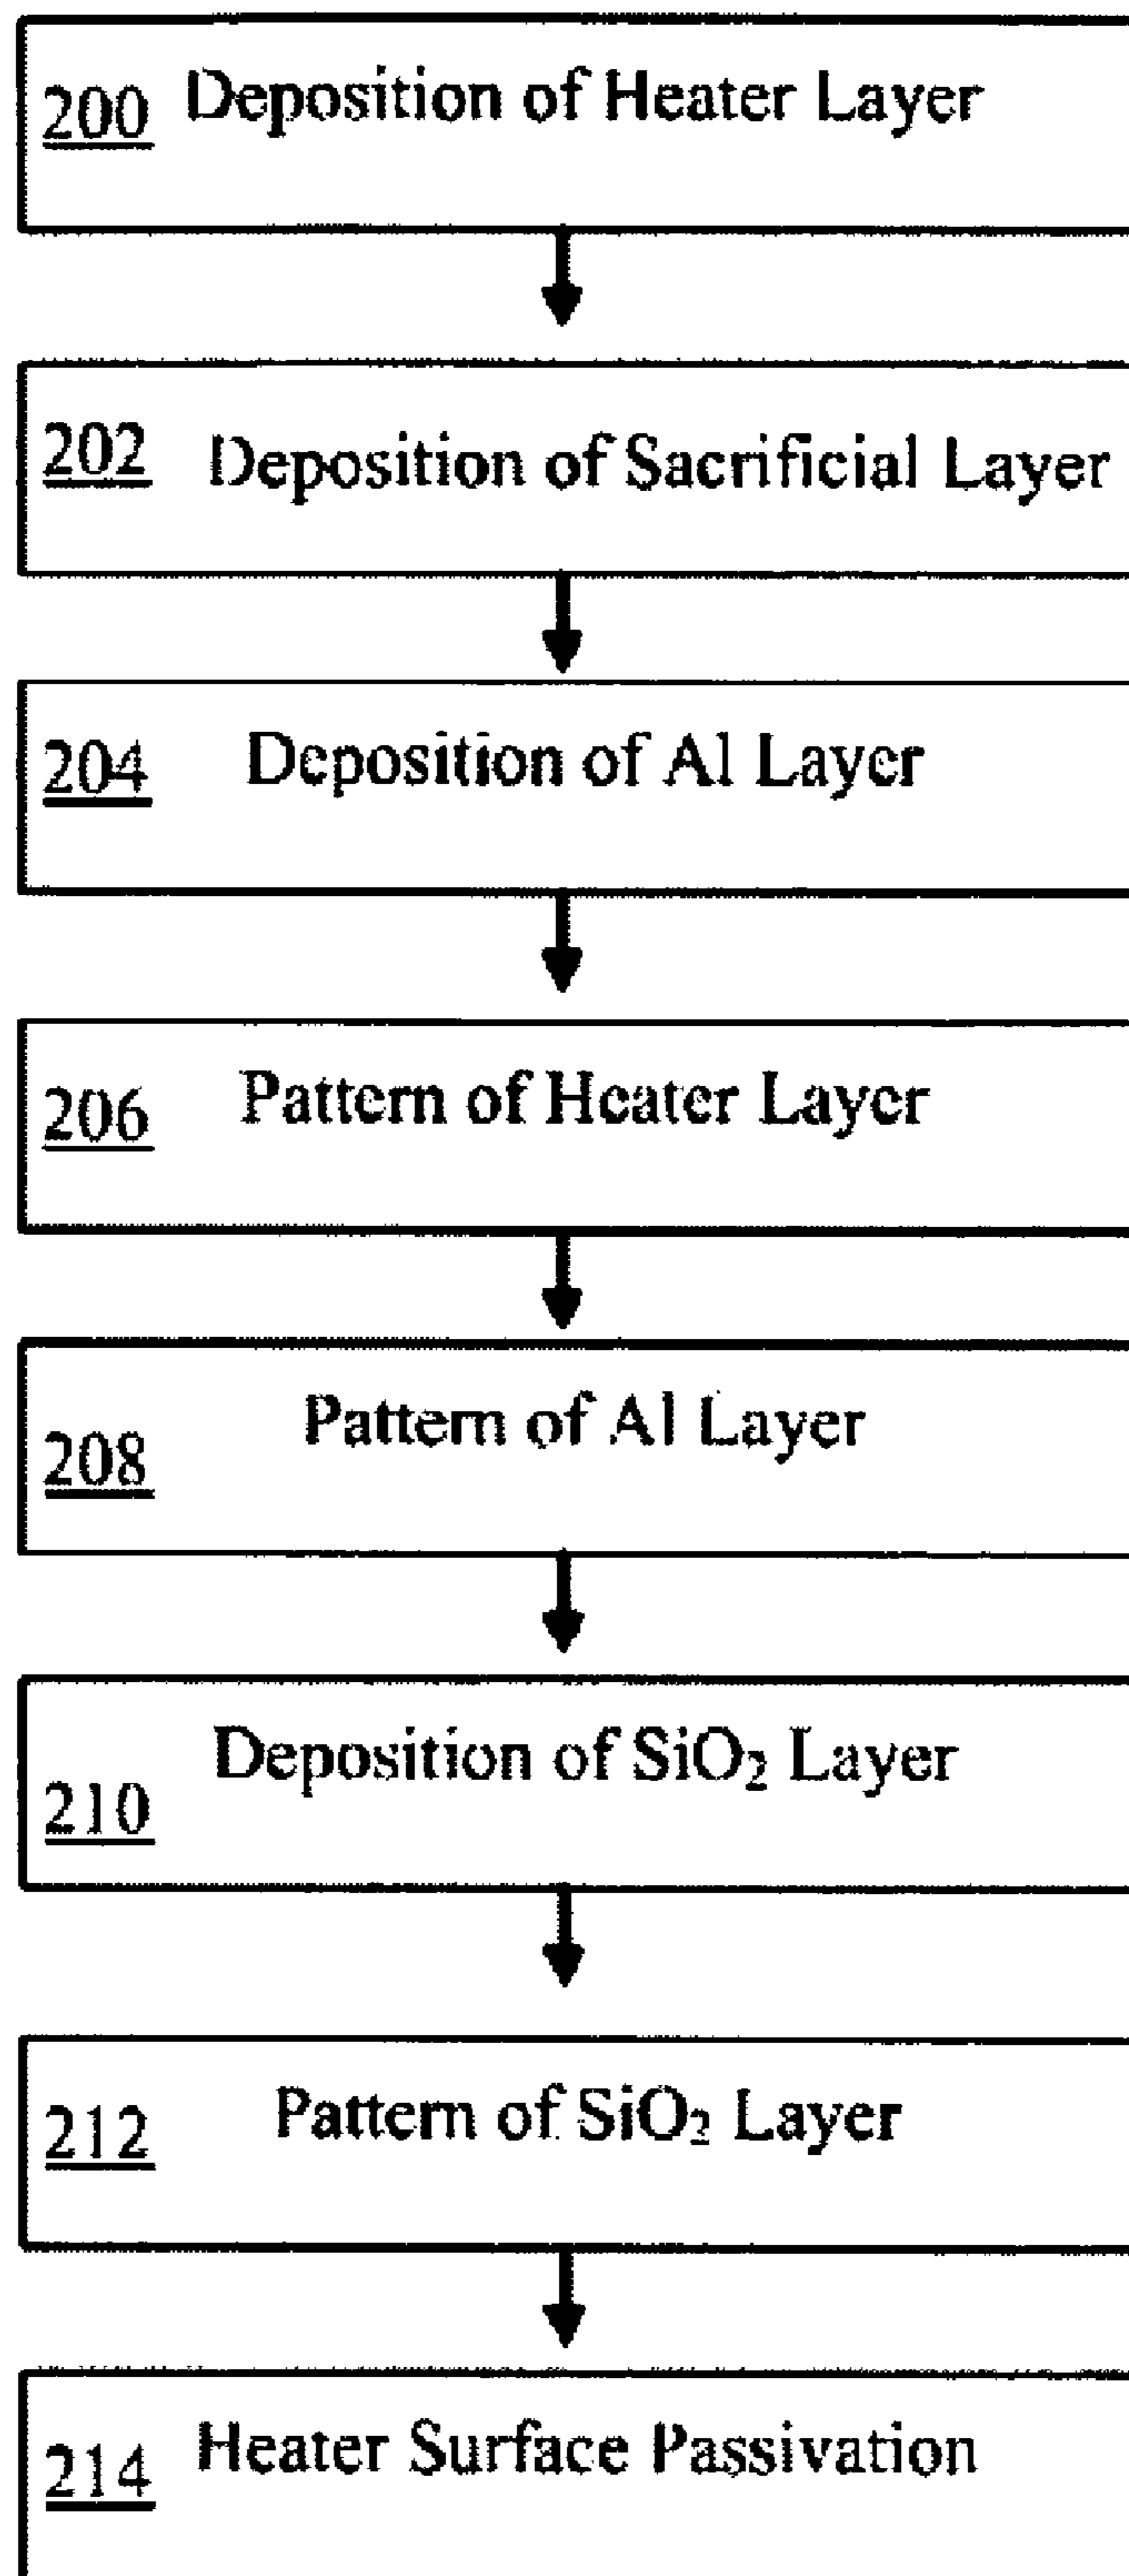 200 Deposition of Heater Layer
202 Deposition of Sacrificial Layer
204 Deposition of Al Layer
206 Pattern of Heater Layer
208 Pattern of Al Layer
210 Deposition of SiO₂ Layer
212 Pattern of SiO₂ Layer
214 Heater Surface Passivation